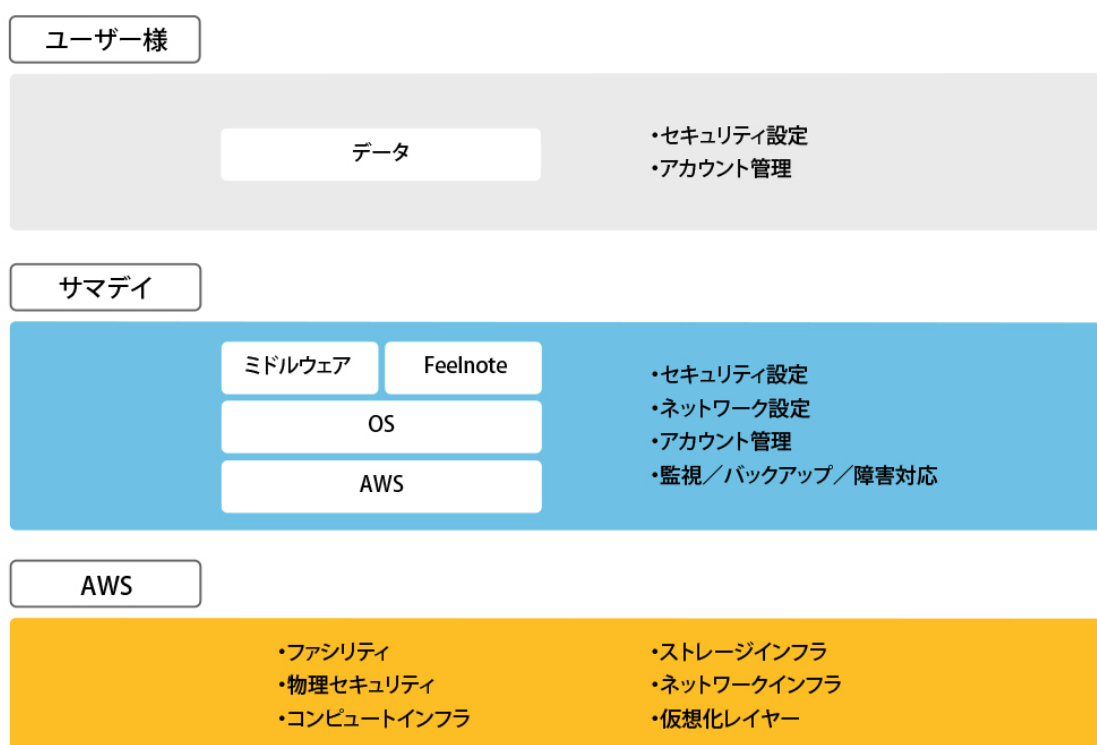 ユーザー様
データ
・セキュリティ設定
・アカウント管理
サマデイ
ミドルウェア
Feelnote
OS
AWS
・セキュリティ設定
・ネットワーク設定
・アカウント管理
・監視／バックアップ／障害対応
AWS
・ファシリティ
・物理セキュリティ
・コンピュートインフラ
・ストレージインフラ
・ネットワークインフラ
・仮想化レイヤー